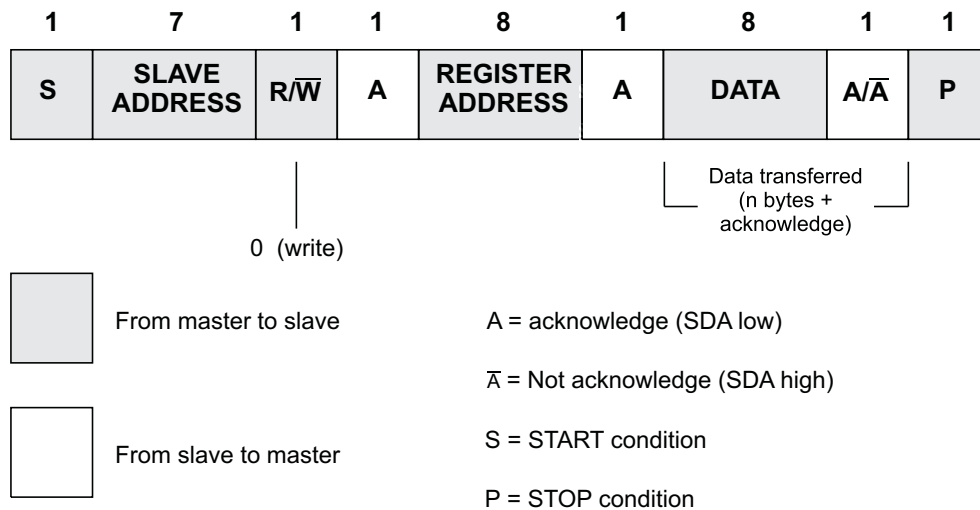 1 7 1 1 8 1 8 1 1
S SLAVE ADDRESS R/W̅ A REGISTER ADDRESS A DATA A/A̅ P
Data transferred
(n bytes +
acknowledge)
0 (write)
From master to slave
A = acknowledge (SDA low)
A̅ = Not acknowledge (SDA high)
From slave to master
S = START condition
P = STOP condition